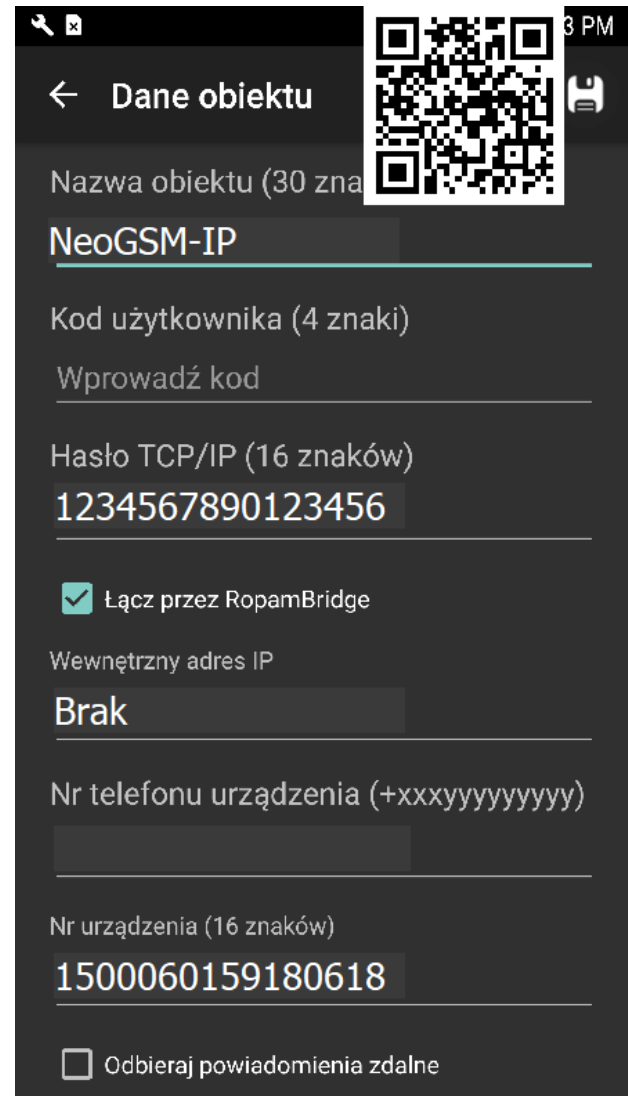 3 PM
Dane obiektu
Nazwa obiektu (30 zna
NeoGSM-IP
Kod użytkownika (4 znaki)
Wprowadź kod
Hasło TCP/IP (16 znaków)
1234567890123456
Łącz przez RopamBridge
Wewnętrzny adres IP
Brak
Nr telefonu urządzenia (+xxxyyyyyyyyy)
Nr urządzenia (16 znaków)
1500060159180618
Odbieraj powiadomienia zdalne